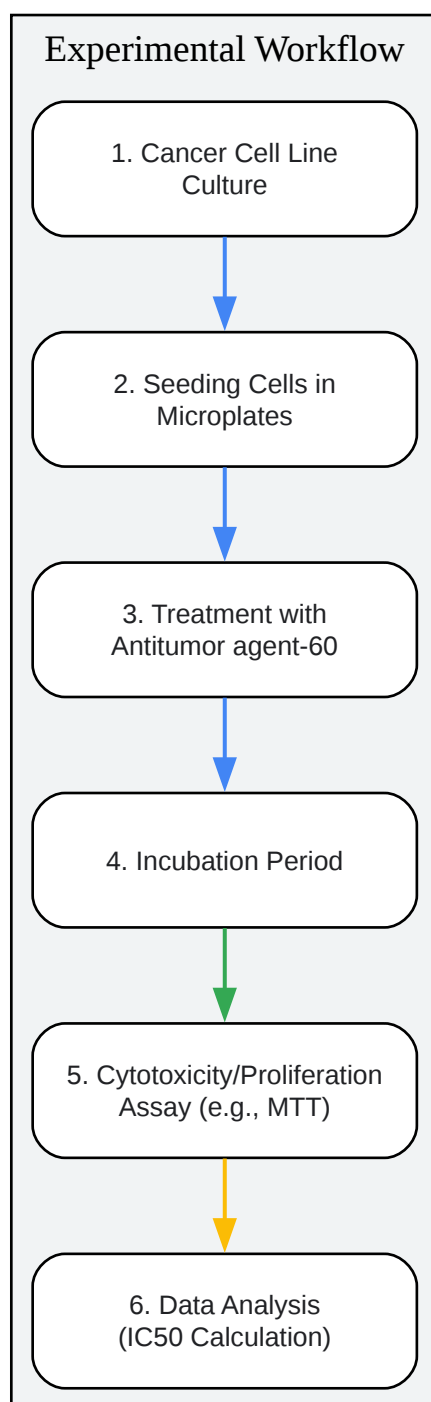 Experimental Workflow
1. Cancer Cell Line
Culture
2. Seeding Cells in
Microplates
3. Treatment with
Antitumor agent-60
4. Incubation Period
5. Cytotoxicity/Proliferation
Assay (e.g., MTT)
6. Data Analysis
(IC50 Calculation)